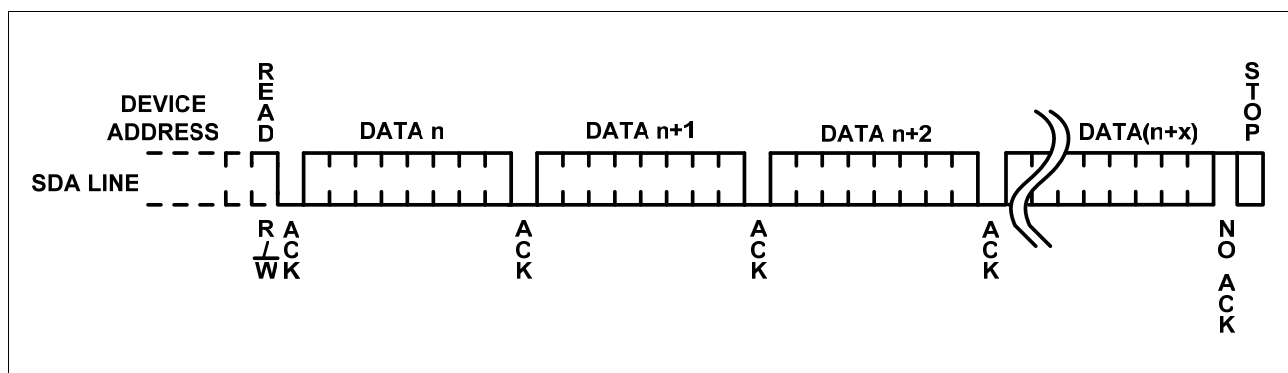 READ
STOP
DEVICE
ADDRESS
DATA n
DATA n+1
DATA n+2
DATA(n+x)
SDA LINE
R/W
ACK
ACK
ACK
ACK
NO ACK